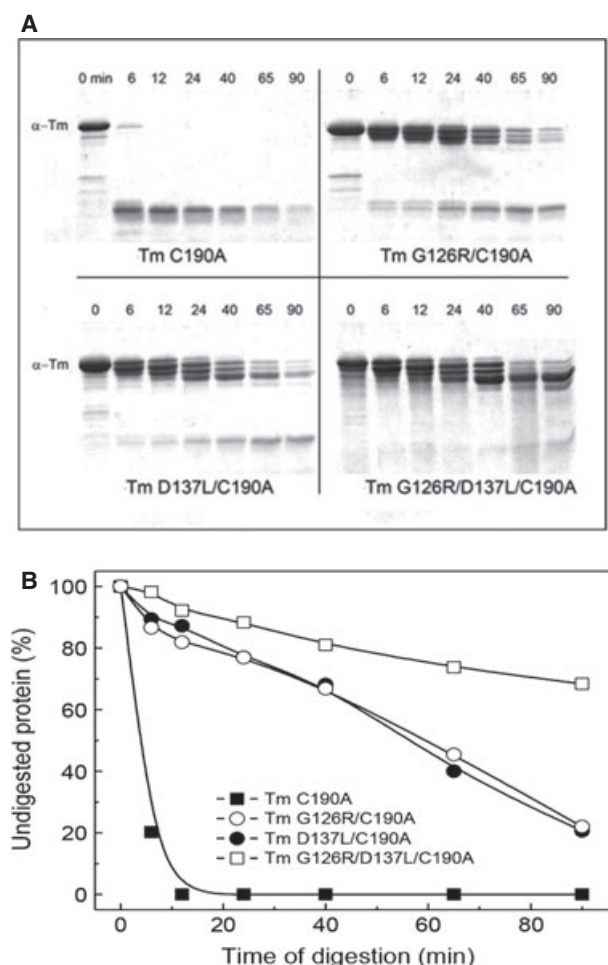 A
0 min 6 12 24 40 65 90
0 6 12 24 40 65 90
α-Tm
Tm C190A
Tm G126R/C190A
0 6 12 24 40 65 90
0 6 12 24 40 65 90
α-Tm
Tm D137L/C190A
Tm G126R/D137L/C190A
B
Undigested protein (%)
100
80
60
40
20
0
Tm C190A
Tm G126R/C190A
Tm D137L/C190A
Tm G126R/D137L/C190A
0 20 40 60 80
Time of digestion (min)